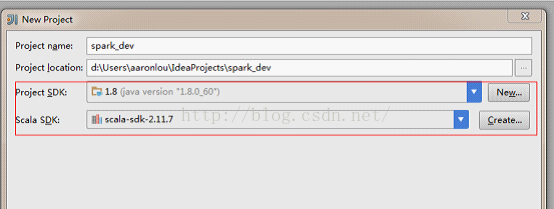 New Project
Project name: spark_dev
Project location: d:\Users\aaronlou\IdeaProjects\spark_dev ...
Project SDK: 1.8 (java version "1.8.0_60") New...
http://blog.csdn.net/
Scala SDK: scala-sdk-2.11.7 Create...